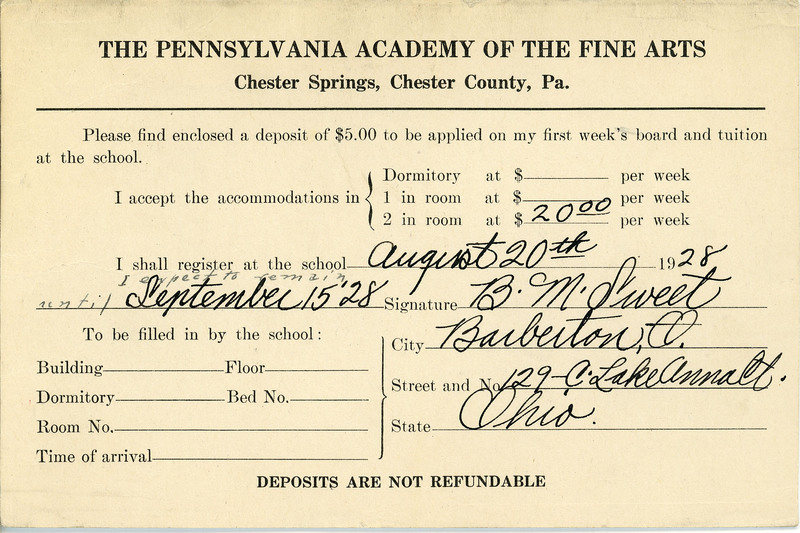 THE PENNSYLVANIA ACADEMY OF THE FINE ARTS
Chester Springs, Chester County, Pa.
Please find enclosed a deposit of $5.00 to be applied on my first week's board and tuition
at the school.
I accept the accommodations in
Dormitory at $ per week
1 in room at $ per week
2 in room at $ 20 00 per week
I shall register at the school August 20th 1928
I expect to remain
until September 15 '28
Signature B. M. Sweet
City Barberton, O.
Street and No. 129- Lake Anna
State Ohio.
To be filled in by the school:
Building Floor
Dormitory Bed No.
Room No.
Time of arrival
DEPOSITS ARE NOT REFUNDABLE